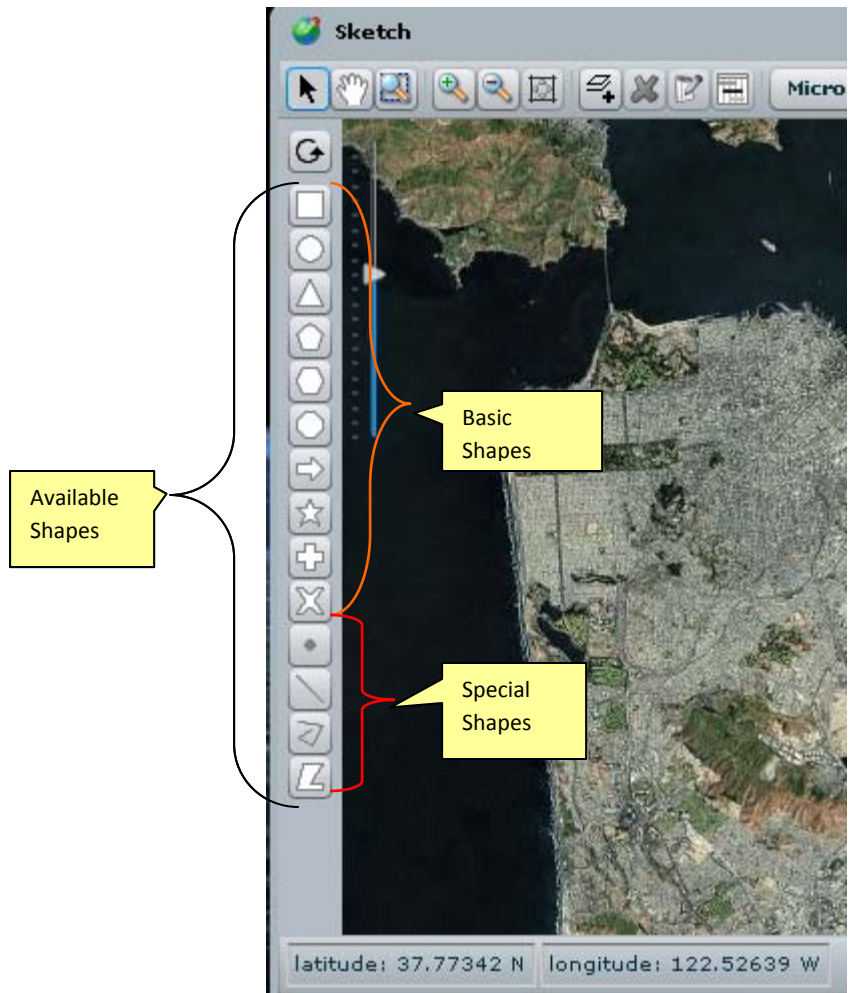 Sketch
Micro
Basic
Shapes
Available
Shapes
Special
Shapes
latitude: 37.77342 N
longitude: 122.52639 W